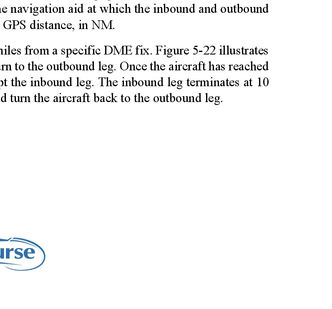 he navigation aid at which the inbound and outbound
GPS distance, in NM.
miles from a specific DME fix. Figure 5-22 illustrates
urn to the outbound leg. Once the aircraft has reached
pt the inbound leg. The inbound leg terminates at 10
d turn the aircraft back to the outbound leg.
urse